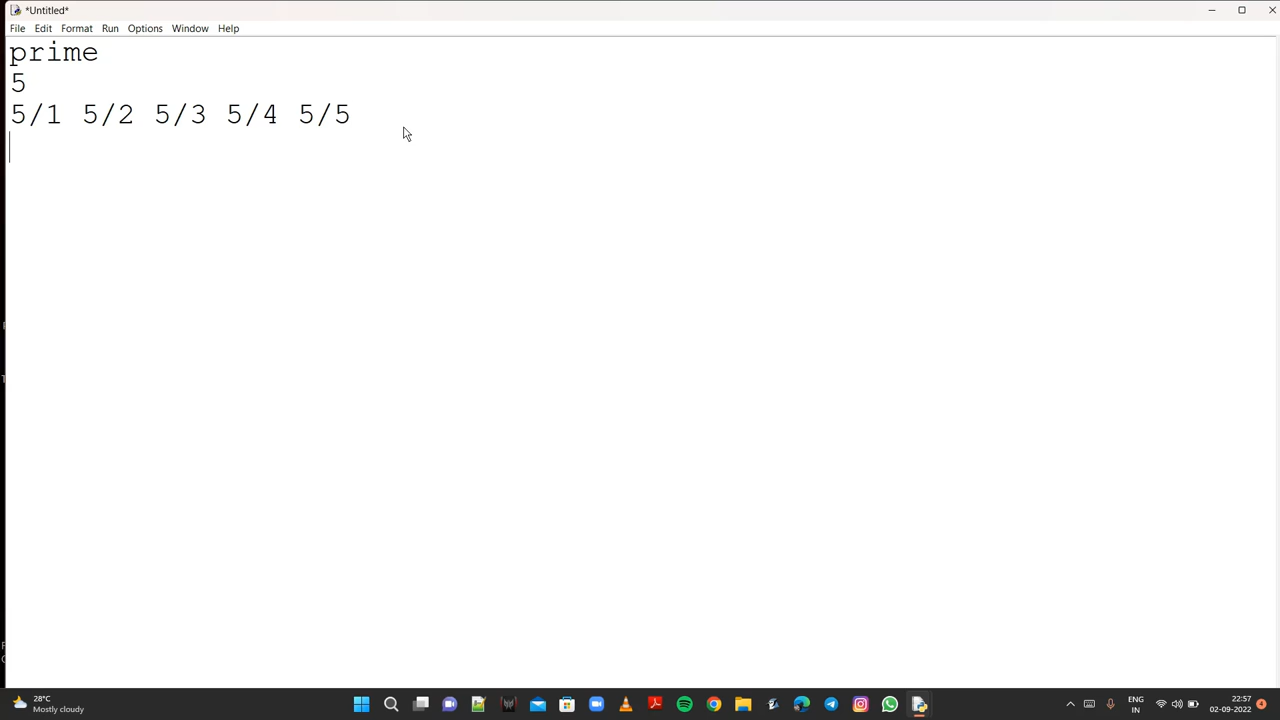 *Untitled*
File Edit Format Run Options Window Help
prime
5
5/1 5/2 5/3 5/4 5/5
28°C
Mostly cloudy
ENG
IN
22:57
02-09-2022
4